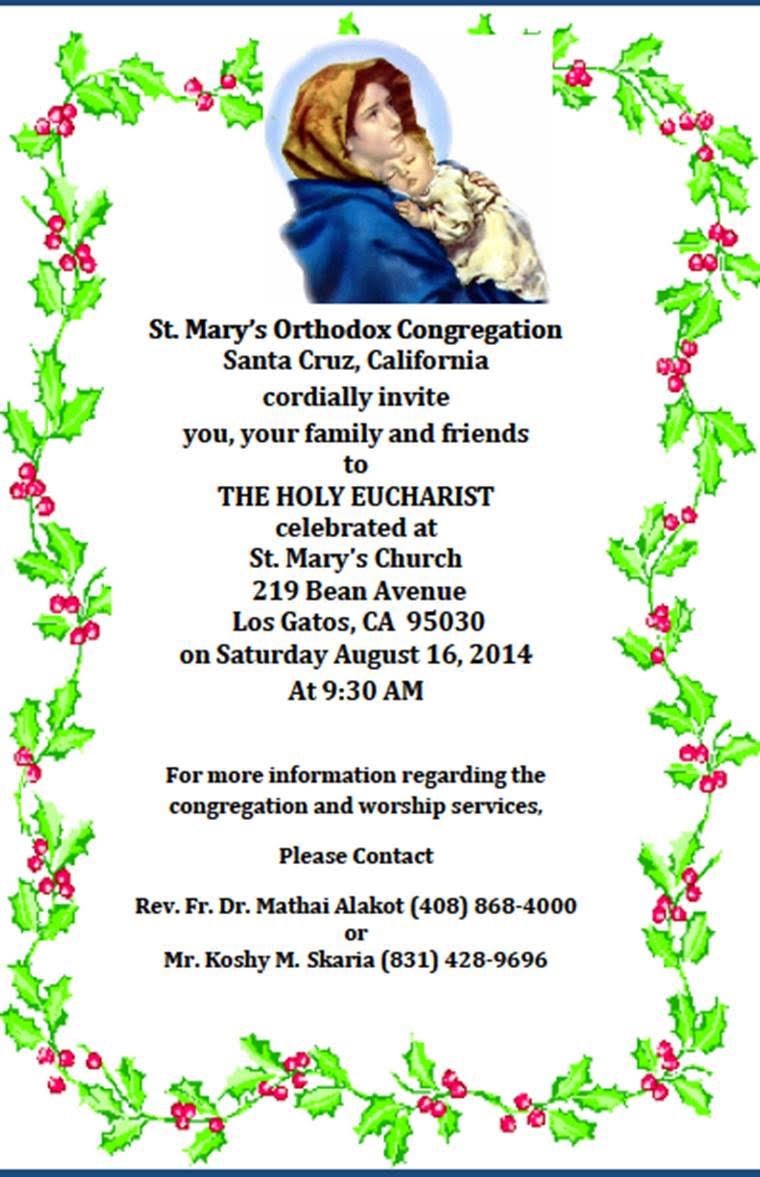 St. Mary's Orthodox Congregation
Santa Cruz, California
cordially invite
you, your family and friends
to
THE HOLY EUCHARIST
celebrated at
St. Mary's Church
219 Bean Avenue
Los Gatos, CA 95030
on Saturday August 16, 2014
At 9:30 AM
For more information regarding the
congregation and worship services,
Please Contact
Rev. Fr. Dr. Mathai Alakot (408) 868-4000
or
Mr. Koshy M. Skaria (831) 428-9696